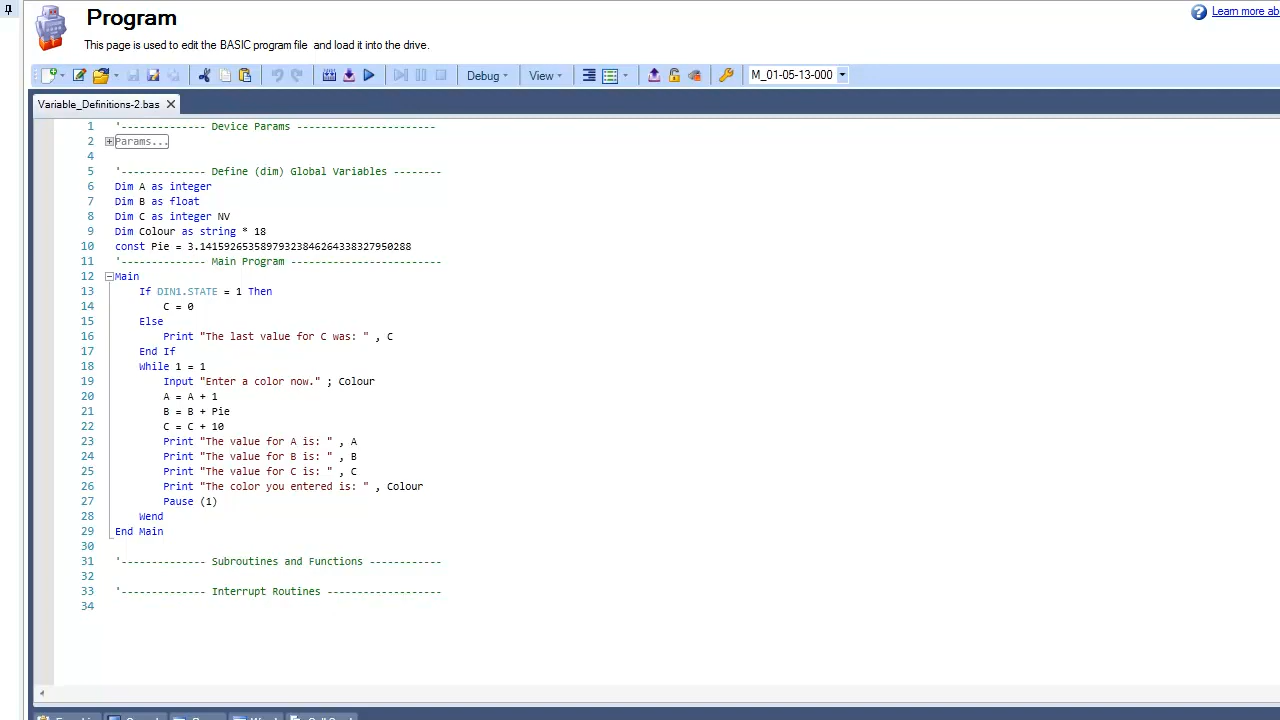 Program
Learn more ab
This page is used to edit the BASIC program file and load it into the drive.
Debug View M_01-05-13-000
Variable_Definitions-2.bas
1 '-------------- Device Params -----------------------
2 Params...
4
5 '-------------- Define (dim) Global Variables --------
6 Dim A as integer
7 Dim B as float
8 Dim C as integer NV
9 Dim Colour as string * 18
10 const Pie = 3.14159265358979323846264338327950288
11 '-------------- Main Program -------------------------
12 Main
13 If DIN1.STATE = 1 Then
14 C = 0
15 Else
16 Print "The last value for C was: " , C
17 End If
18 While 1 = 1
19 Input "Enter a color now." ; Colour
20 A = A + 1
21 B = B + Pie
22 C = C + 10
23 Print "The value for A is: " , A
24 Print "The value for B is: " , B
25 Print "The value for C is: " , C
26 Print "The color you entered is: " , Colour
27 Pause (1)
28 Wend
29 End Main
30
31 '-------------- Subroutines and Functions ------------
32
33 '-------------- Interrupt Routines -------------------
34